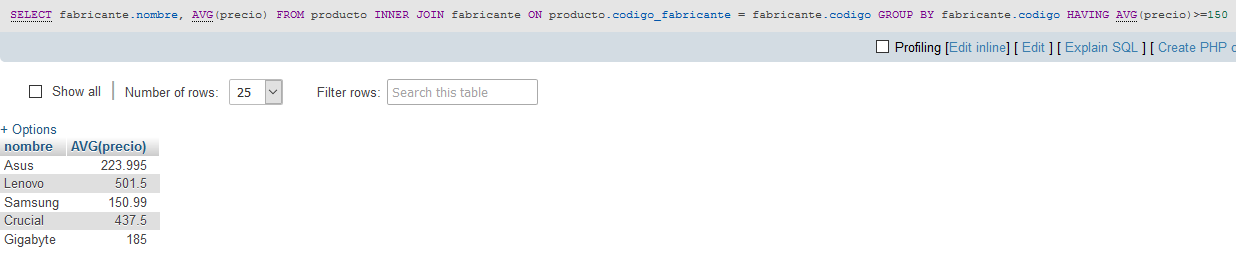 SELECT fabricante.nombre, AVG(precio) FROM producto INNER JOIN fabricante ON producto.codigo_fabricante = fabricante.codigo GROUP BY fabricante.codigo HAVING AVG(precio)>=150
Profiling [Edit inline] [ Edit ] [ Explain SQL ] [ Create PHP
Show all Number of rows: 25 Filter rows: Search this table
+ Options
nombre AVG(precio)
Asus 223.995
Lenovo 501.5
Samsung 150.99
Crucial 437.5
Gigabyte 185